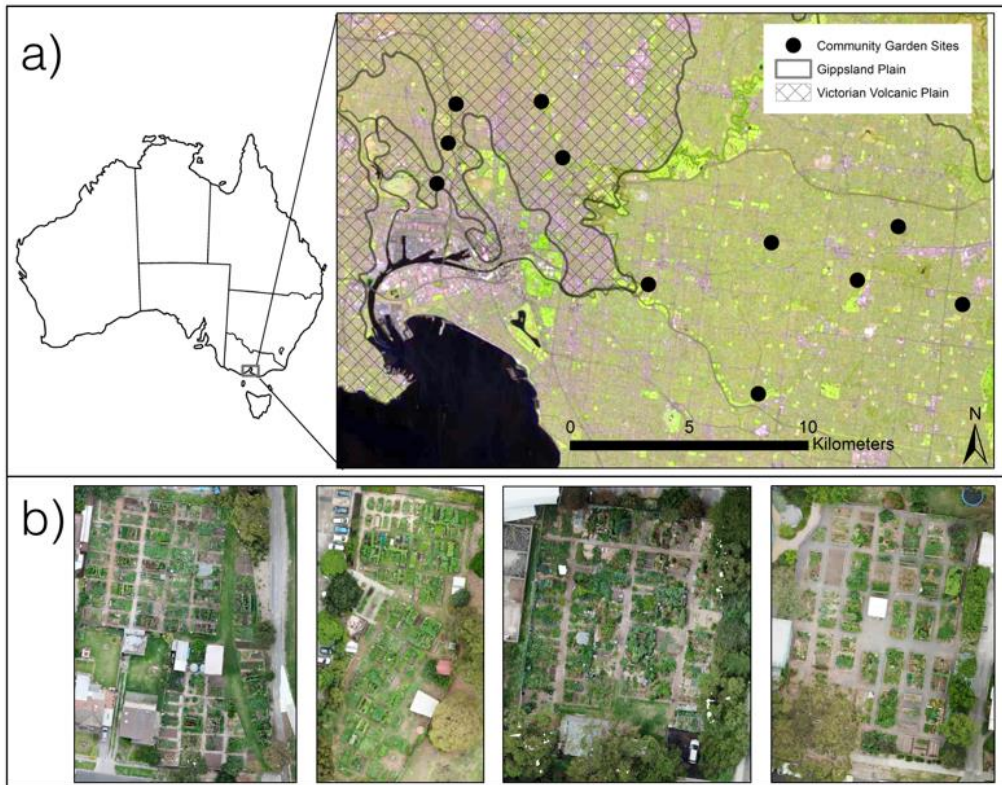 a)
Community Garden Sites
Gippsland Plain
Victorian Volcanic Plain
0 5 10
Kilometers
N
b)